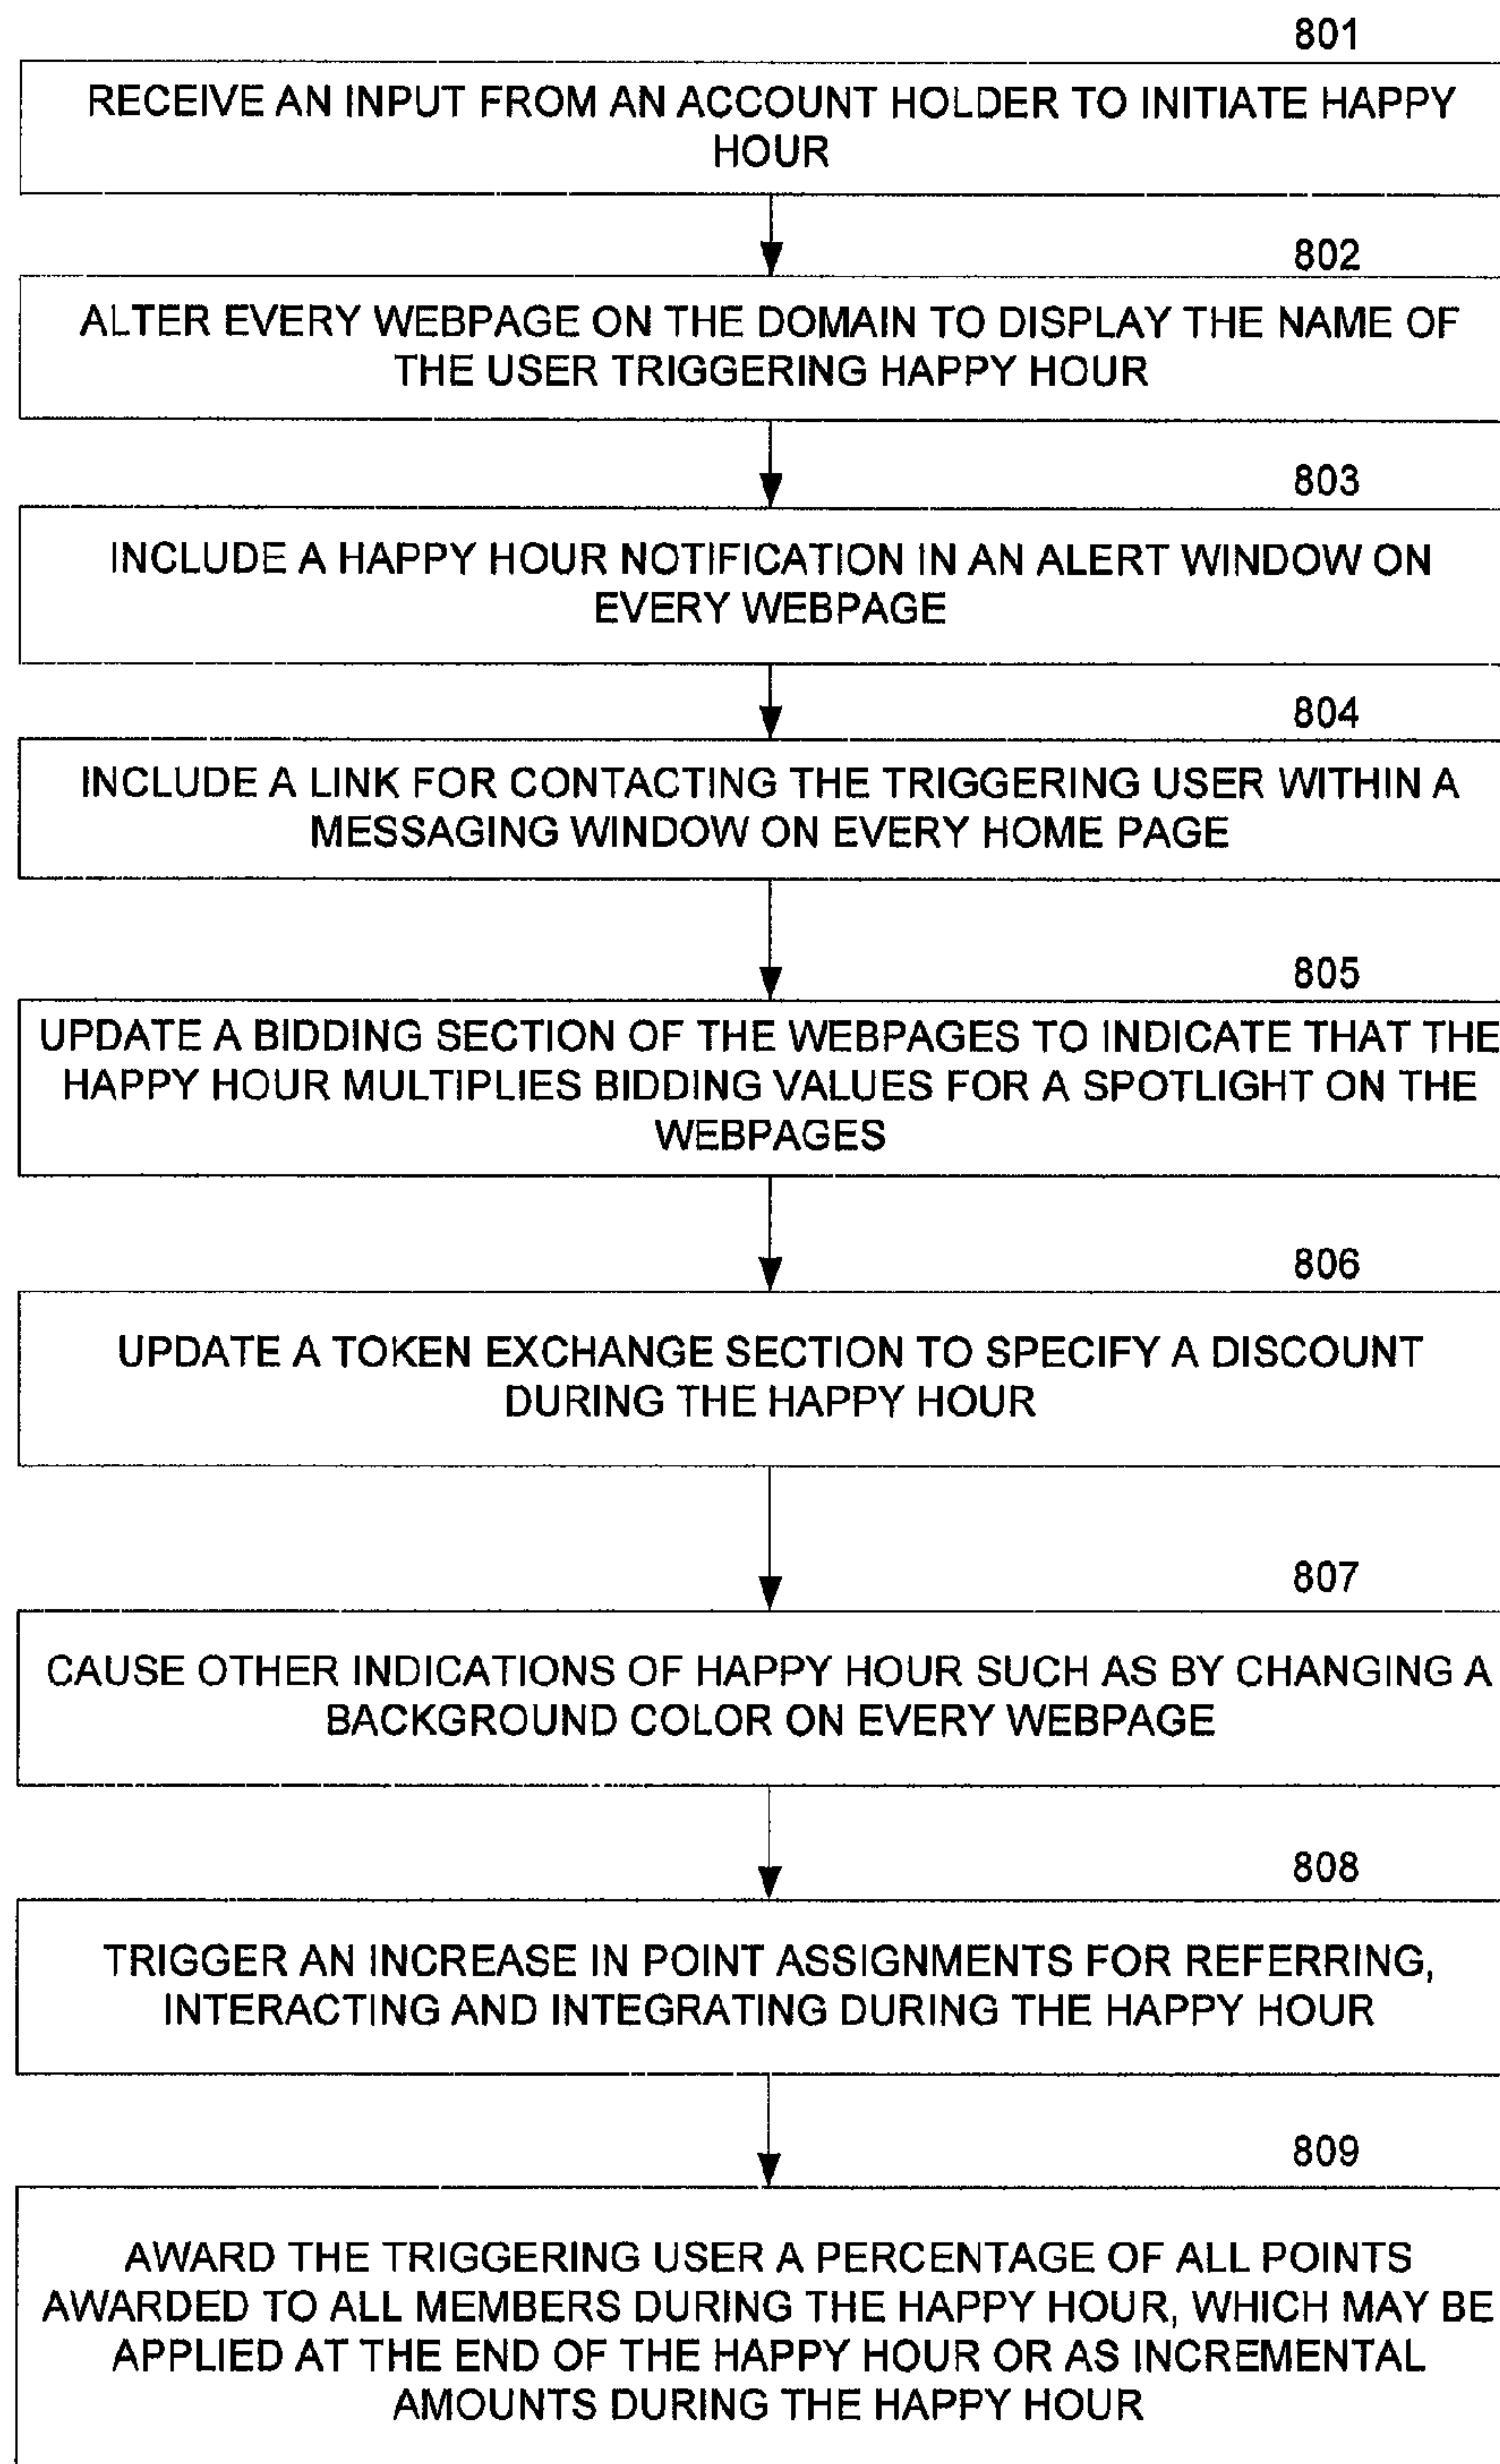 801
RECEIVE AN INPUT FROM AN ACCOUNT HOLDER TO INITIATE HAPPY
HOUR
802
ALTER EVERY WEBPAGE ON THE DOMAIN TO DISPLAY THE NAME OF
THE USER TRIGGERING HAPPY HOUR
803
INCLUDE A HAPPY HOUR NOTIFICATION IN AN ALERT WINDOW ON
EVERY WEBPAGE
804
INCLUDE A LINK FOR CONTACTING THE TRIGGERING USER WITHIN A
MESSAGING WINDOW ON EVERY HOME PAGE
805
UPDATE A BIDDING SECTION OF THE WEBPAGES TO INDICATE THAT THE
HAPPY HOUR MULTIPLIES BIDDING VALUES FOR A SPOTLIGHT ON THE
WEBPAGES
806
UPDATE A TOKEN EXCHANGE SECTION TO SPECIFY A DISCOUNT
DURING THE HAPPY HOUR
807
CAUSE OTHER INDICATIONS OF HAPPY HOUR SUCH AS BY CHANGING A
BACKGROUND COLOR ON EVERY WEBPAGE
808
TRIGGER AN INCREASE IN POINT ASSIGNMENTS FOR REFERRING,
INTERACTING AND INTEGRATING DURING THE HAPPY HOUR
809
AWARD THE TRIGGERING USER A PERCENTAGE OF ALL POINTS
AWARDED TO ALL MEMBERS DURING THE HAPPY HOUR, WHICH MAY BE
APPLIED AT THE END OF THE HAPPY HOUR OR AS INCREMENTAL
AMOUNTS DURING THE HAPPY HOUR